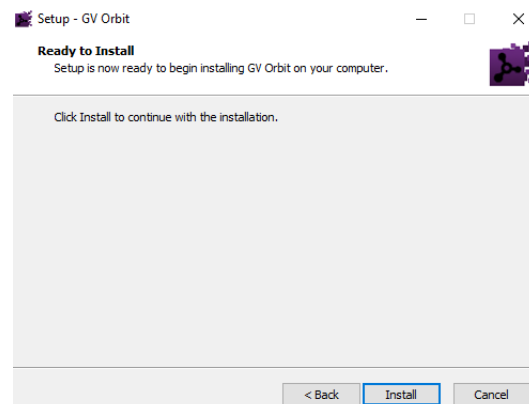 Setup - GV Orbit
Ready to Install
Setup is now ready to begin installing GV Orbit on your computer.
Click Install to continue with the installation.
< Back
Install
Cancel